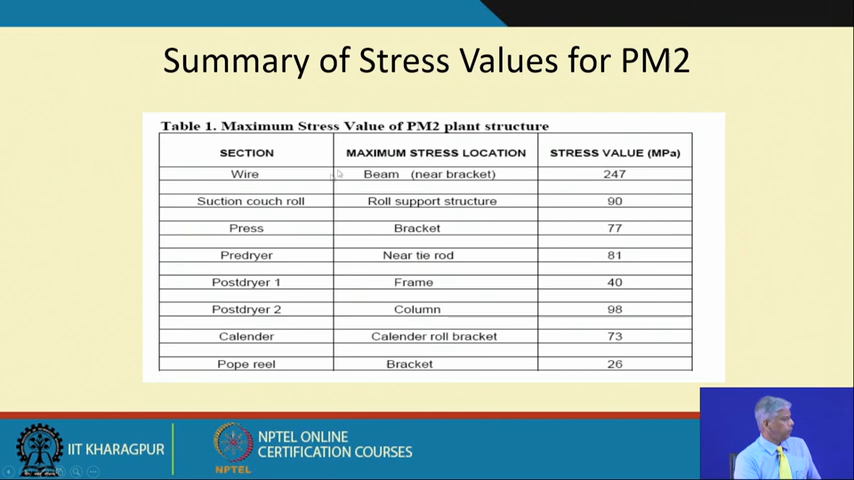 Summary of Stress Values for PM2
Table 1. Maximum Stress Value of PM2 plant structure
SECTION MAXIMUM STRESS LOCATION STRESS VALUE (MPa)
Wire Beam (near bracket) 247
Suction couch roll Roll support structure 90
Press Bracket 77
Predryer Near tie rod 81
Postdryer 1 Frame 40
Postdryer 2 Column 98
Calender Calender roll bracket 73
Pope reel Bracket 26
IIT KHARAGPUR
NPTEL
NPTEL ONLINE
CERTIFICATION COURSES